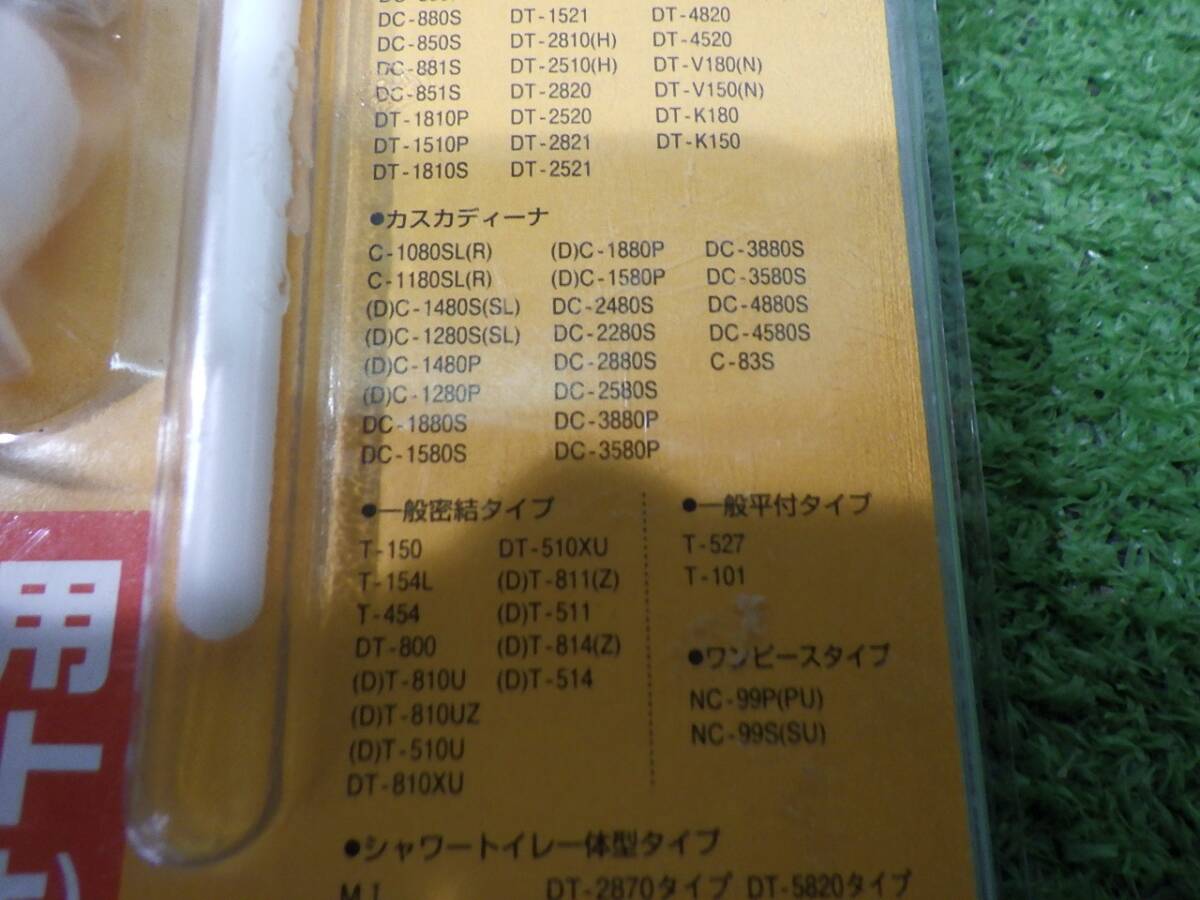 DC-880S DT-1521 DT-4820
DC-850S DT-2810(H) DT-4520
DC-881S DT-2510(H) DT-V180(N)
DC-851S DT-2820 DT-V150(N)
DT-1810P DT-2520 DT-K180
DT-1510P DT-2821 DT-K150
DT-1810S DT-2521
●カスカディーナ
C-1080SL(R) (D)C-1880P DC-3880S
C-1180SL(R) (D)C-1580P DC-3580S
(D)C-1480S(SL) DC-2480S DC-4880S
(D)C-1280S(SL) DC-2280S DC-4580S
(D)C-1480P DC-2880S C-83S
(D)C-1280P DC-2580S
DC-1880S DC-3880P
DC-1580S DC-3580P
●一般密結タイプ
T-150 DT-510XU
T-154L (D)T-811(Z)
T-454 (D)T-511
DT-800 (D)T-814(Z)
(D)T-810U (D)T-514
(D)T-810UZ
(D)T-510U
DT-810XU
●一般平付タイプ
T-527
T-101
●ワンピースタイプ
NC-99P(PU)
NC-99S(SU)
●シャワートイレ一体型タイプ
DT-2870タイプ DT-5820タイプ
用